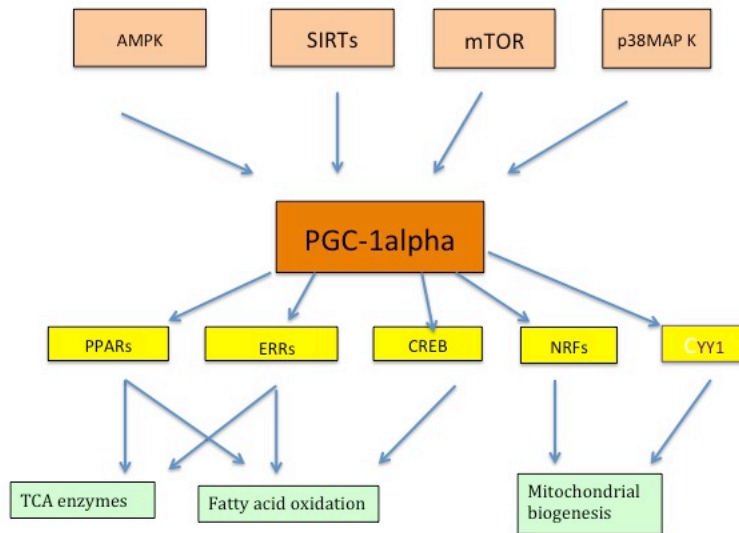 AMPK
SIRTs
mTOR
p38MAP K
PGC-1alpha
PPARs
ERRs
CREB
NRFs
CYY1
TCA enzymes
Fatty acid oxidation
Mitochondrial
biogenesis